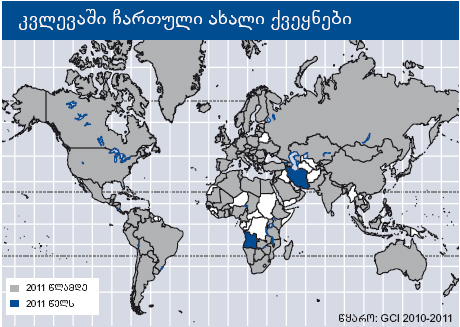 კვლევაში ჩართული ახალი ქვეყნები
2011 წლამდე
2011 წელს
წყარო: GCI 2010-2011